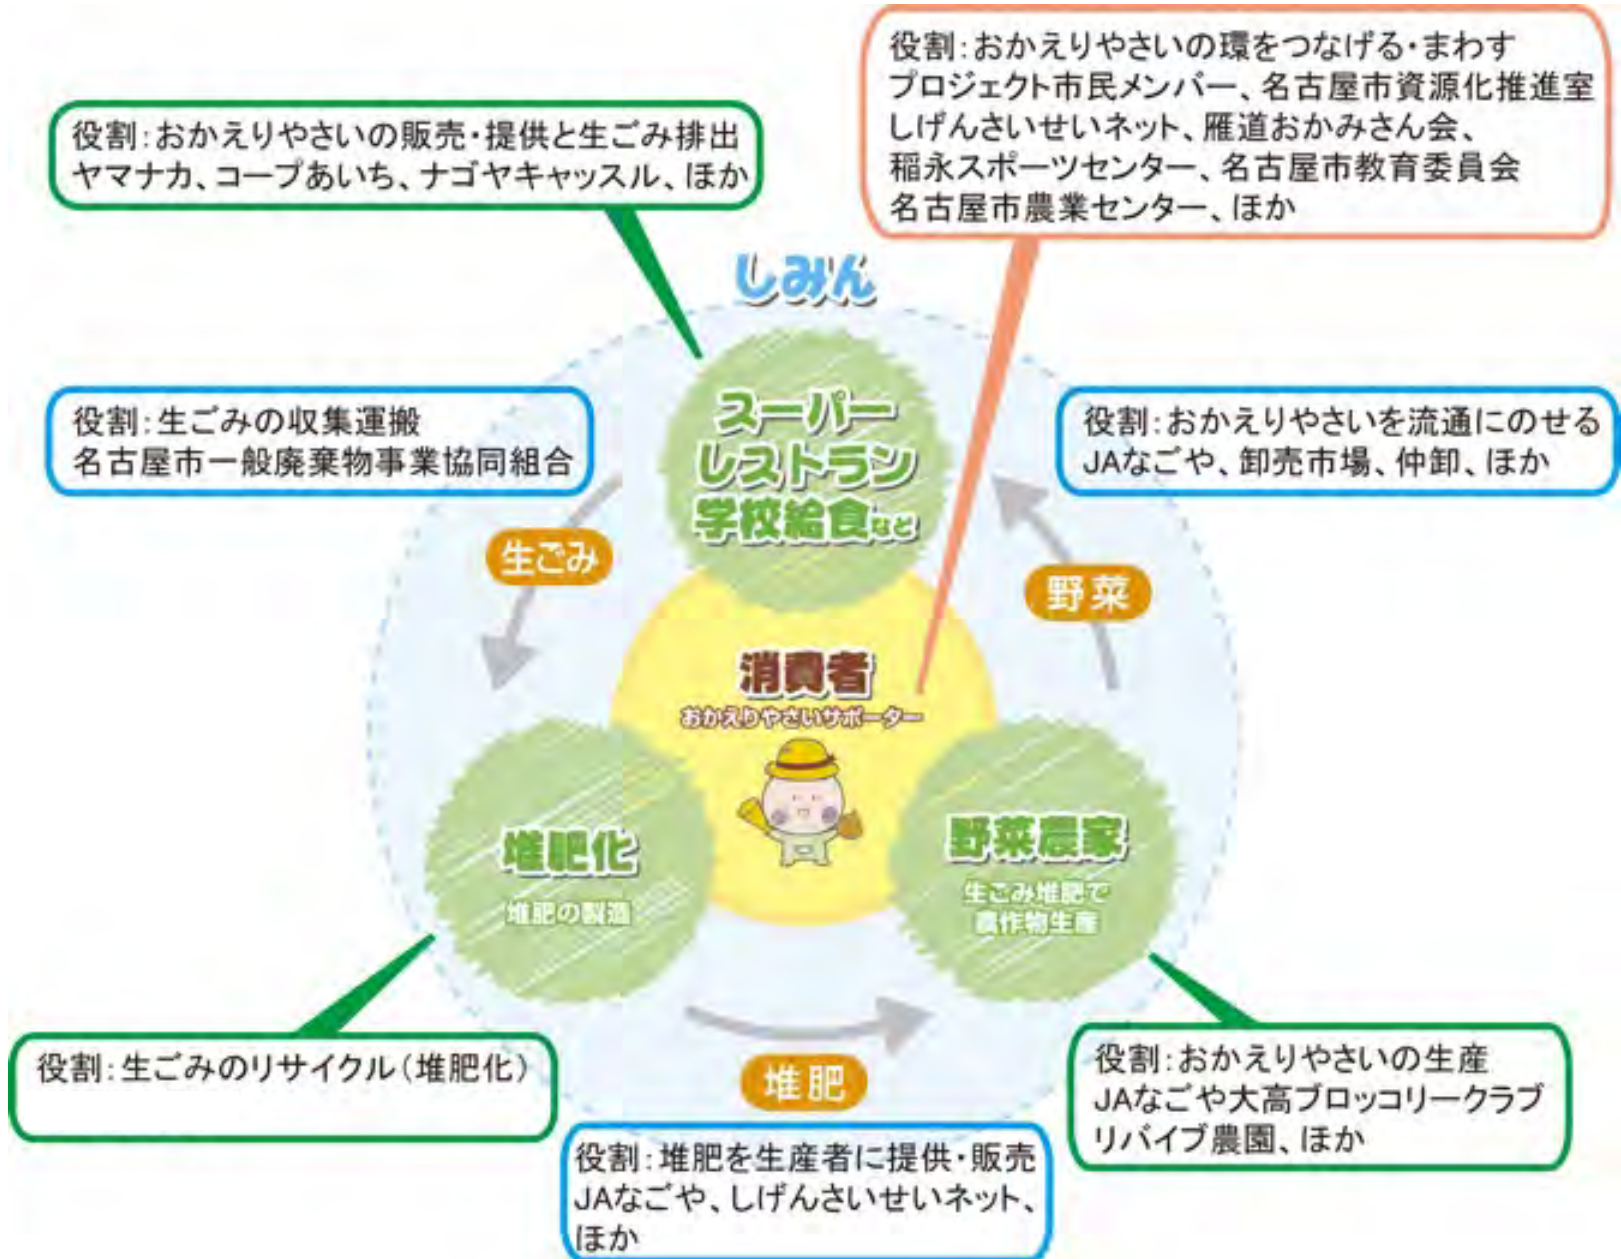 役割：おかえりやさいの環をつなげる・まわす
プロジェクト市民メンバー、名古屋市資源化推進室
しげんさいせいネット、雁道おかみさん会、
稲永スポーツセンター、名古屋市教育委員会
名古屋市農業センター、ほか
役割：おかえりやさいの販売・提供と生ごみ排出
ヤマナカ、コープあいち、ナゴヤキャッスル、ほか
しみん
役割：生ごみの収集運搬
名古屋市一般廃棄物事業協同組合
スーパー
レストラン
学校給食など
役割：おかえりやさいを流通にのせる
JAなごや、卸売市場、仲卸、ほか
生ごみ
野菜
消費者
おかえりやさいサポーター
堆肥化
堆肥の製造
野菜農家
生ごみ堆肥で
農作物生産
役割：生ごみのリサイクル（堆肥化）
堆肥
役割：おかえりやさいの生産
JAなごや大高ブロッコリークラブ
リバイブ農園、ほか
役割：堆肥を生産者に提供・販売
JAなごや、しげんさいせいネット、
ほか